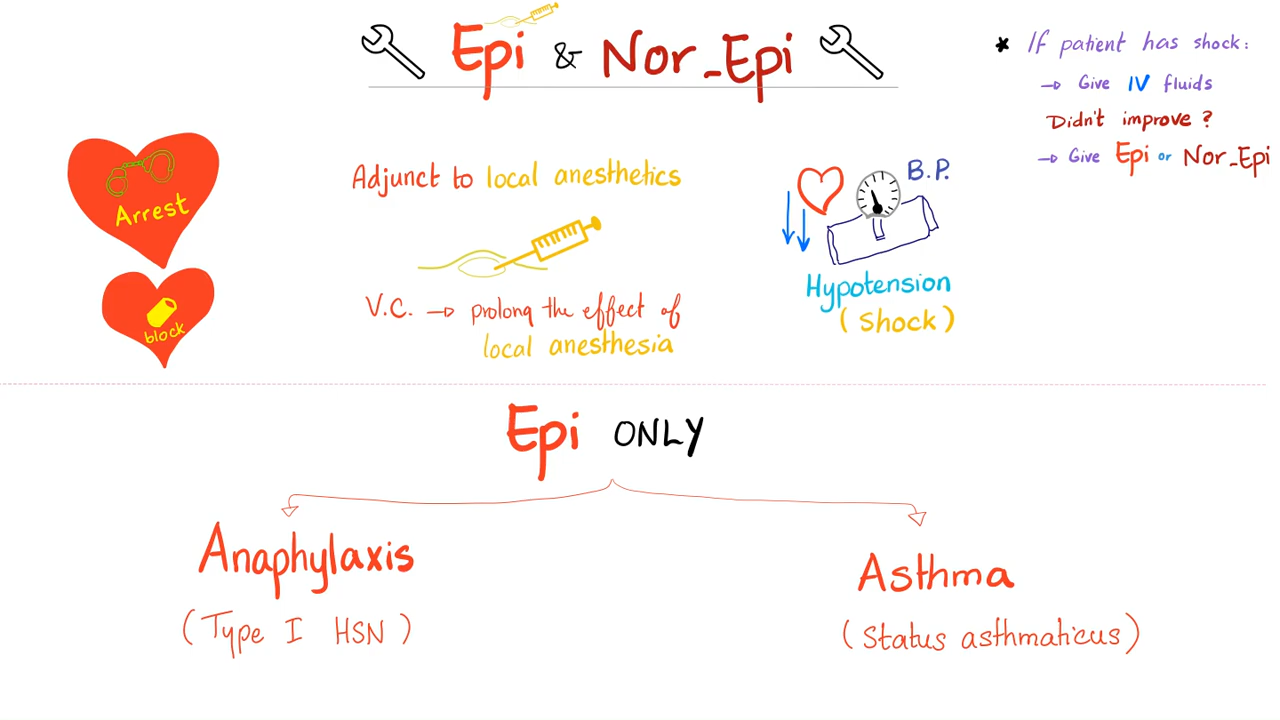 Epi & Nor_Epi
* If patient has shock:
→ Give IV fluids
Didn't improve?
→ Give Epi or Nor_Epi
Arrest
block
Adjunct to local anesthetics
V.C. → prolong the effect of
local anesthesia
B.P.
Hypotension
(Shock)
Epi ONLY
Anaphylaxis
(Type I HSN)
Asthma
(Status asthmaticus)